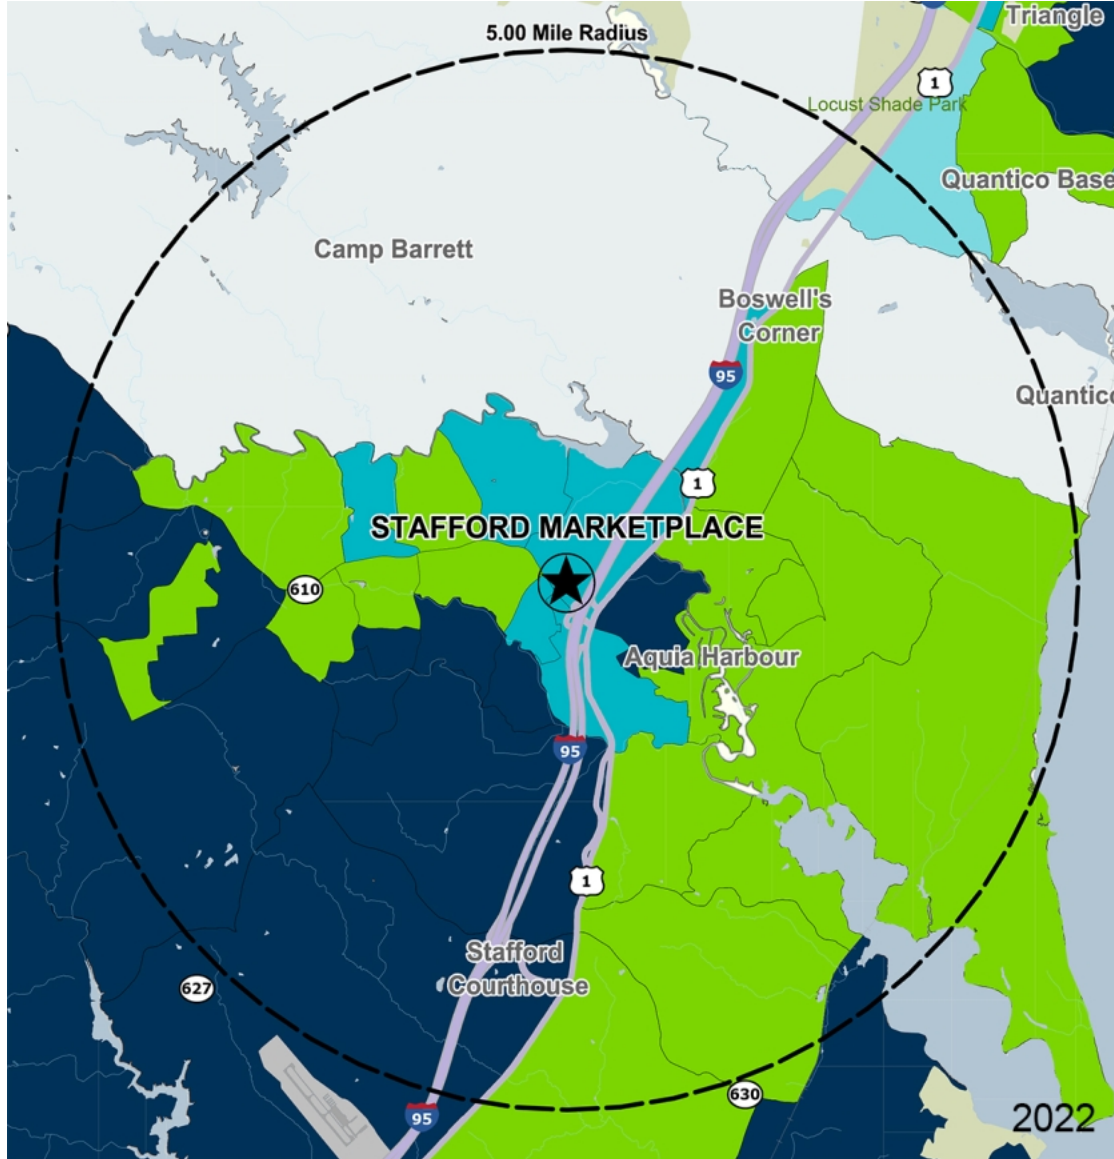 Triangle
5.00 Mile Radius
1
Locust Shade Park
Quantico Base
Camp Barrett
Boswell's
Corner
95
Quantico
1
STAFFORD MARKETPLACE
610
Aquia Harbour
95
1
Stafford
Courthouse
627
630
95
2022